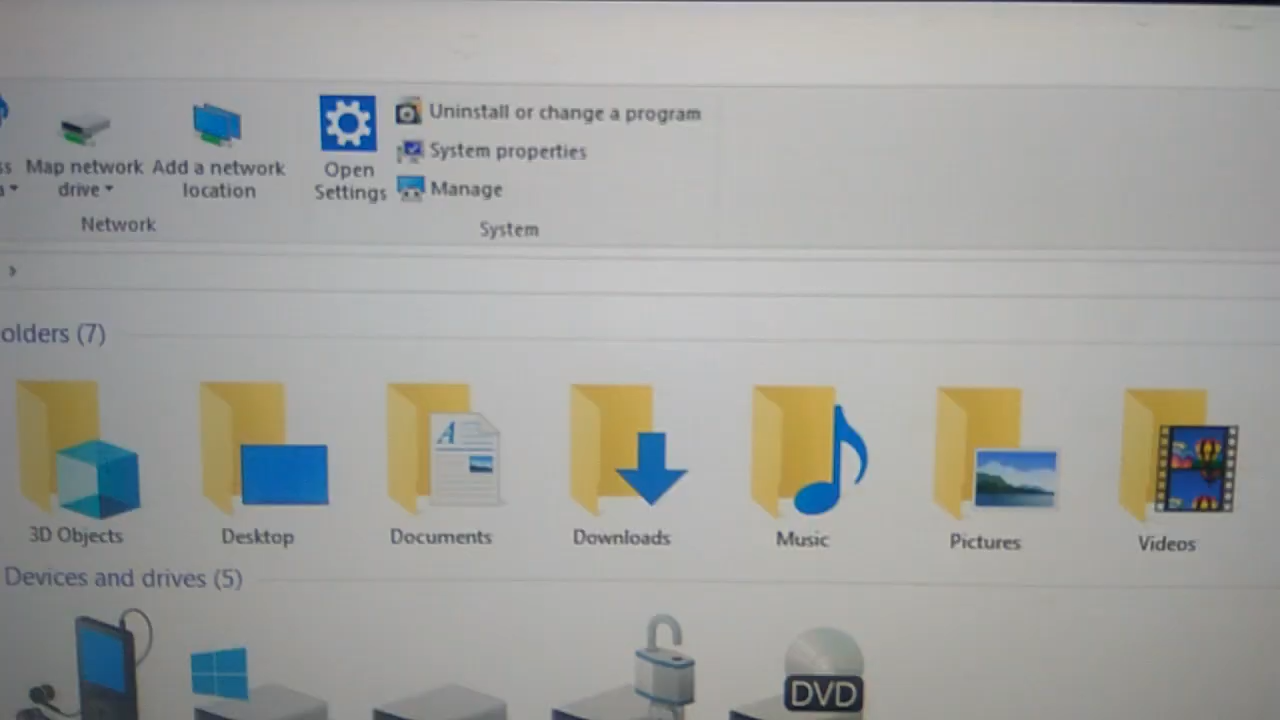 Uninstall or change a program
System properties
Manage
Map network
drive
Add a network
location
Open
Settings
Network
System
olders (7)
3D Objects
Desktop
Documents
Downloads
Music
Pictures
Videos
Devices and drives (5)
DVD